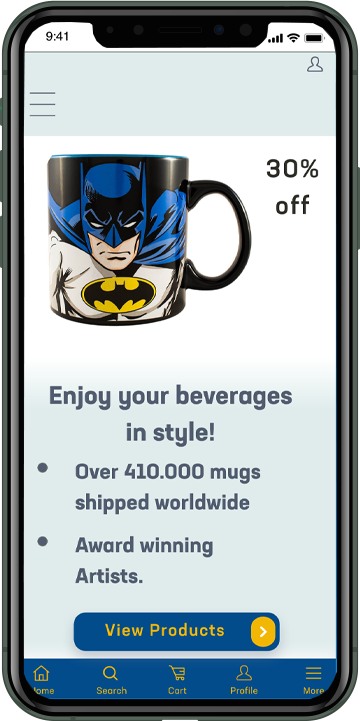 9:41
30%
off
Enjoy your beverages
in style!
Over 410.000 mugs
shipped worldwide
Award winning
Artists.
View Products
Home Search Cart Profile More